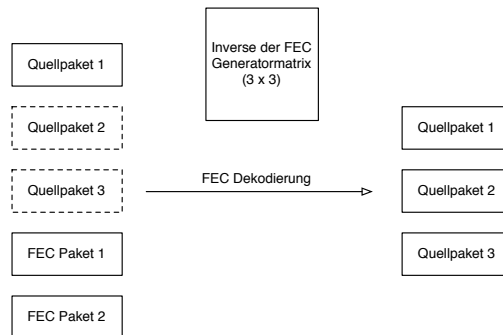 Inverse der FEC
Generatormatrix
(3 x 3)
Quellpaket 1
Quellpaket 2
Quellpaket 3
FEC Paket 1
FEC Paket 2
FEC Dekodierung
Quellpaket 1
Quellpaket 2
Quellpaket 3